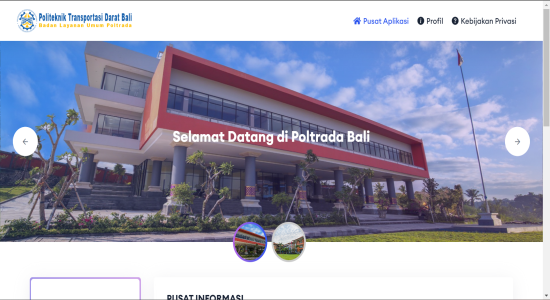 Politeknik Transportasi Darat Bali
Badan Layanan Umum Poltrada
Pusat Aplikasi
Profil
Kebijakan Privasi
Selamat Datang di Poltrada Bali
PUSAT INFORMASI